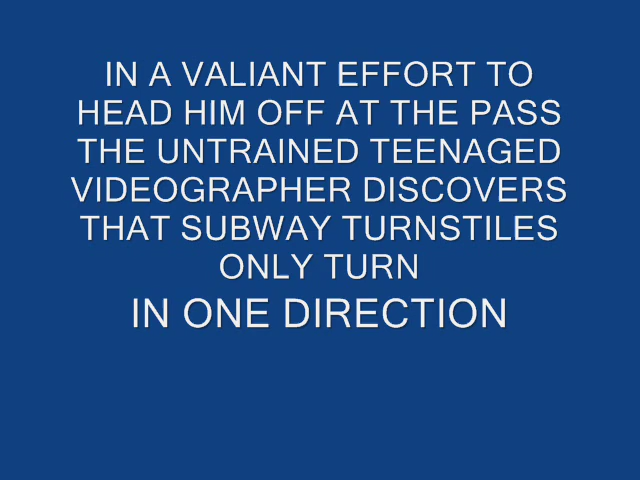 IN A VALIANT EFFORT TO
HEAD HIM OFF AT THE PASS
THE UNTRAINED TEENAGED
VIDEOGRAPHER DISCOVERS
THAT SUBWAY TURNSTILES
ONLY TURN
IN ONE DIRECTION